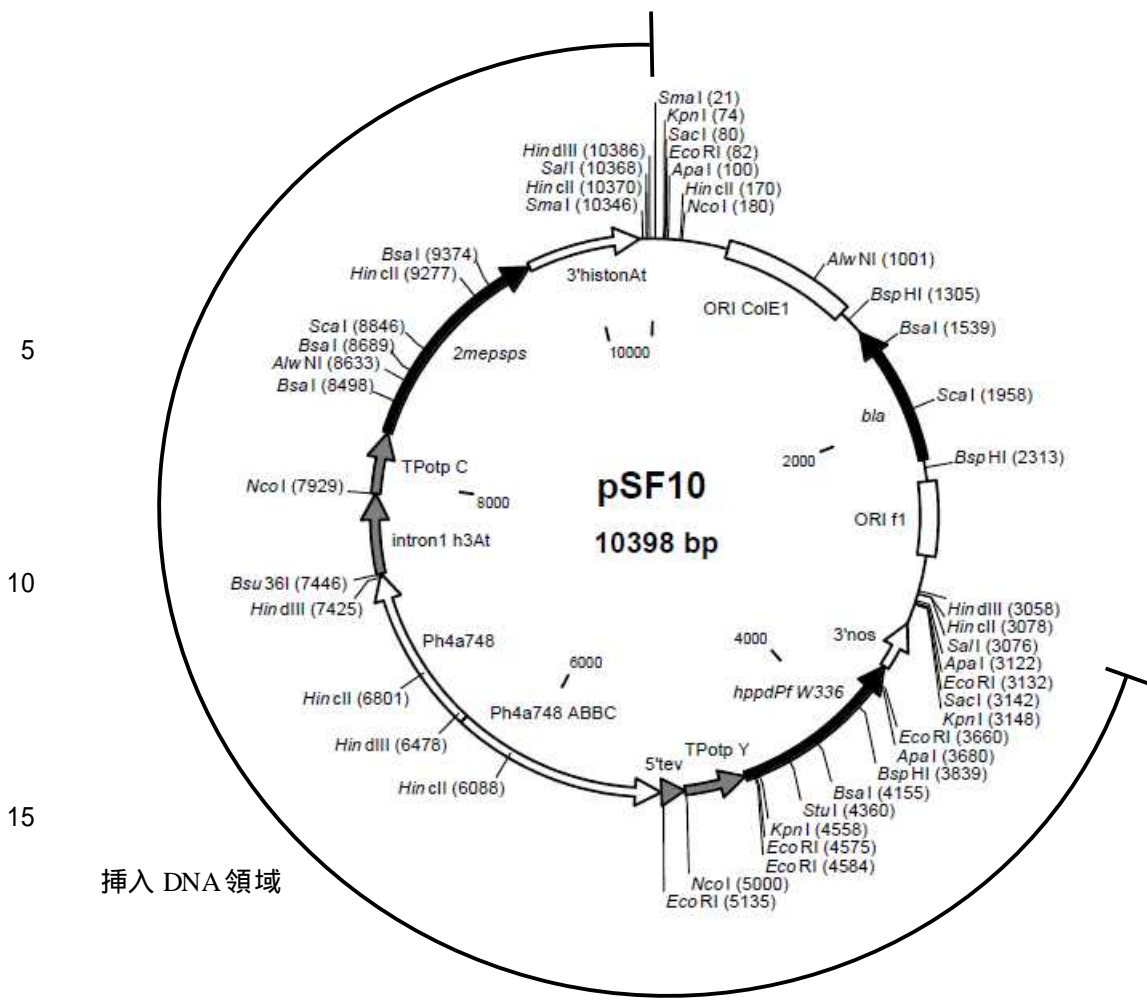 SmaI (21)
KpnI (74)
SacI (80)
EcoRI (82)
ApaI (100)
HincII (170)
NcoI (180)
HindIII (10386)
SalI (10368)
HincII (10370)
SmaI (10346)
BsaI (9374)
HincII (9277)
3'histonAt
ORI ColE1
AlwNI (1001)
BspHI (1305)
BsaI (1539)
5
ScaI (8846)
BsaI (8689)
AlwNI (8633)
BsaI (8498)
2mepsps
10000
bla
ScaI (1958)
2000
BspHI (2313)
TPotp C
NcoI (7929)
8000
pSF10
10398 bp
ORI f1
intron1 h3At
10
Bsu36I (7446)
HindIII (7425)
HindIII (3058)
HincII (3078)
SalI (3076)
ApaI (3122)
EcoRI (3132)
SacI (3142)
KpnI (3148)
3'nos
4000
Ph4a748
6000
hppdPf W336
HincII (6801)
Ph4a748 ABBC
HindIII (6478)
HincII (6088)
5'tev
TPotp Y
EcoRI (3660)
ApaI (3680)
BspHI (3839)
BsaI (4155)
StuI (4360)
15
KpnI (4558)
EcoRI (4575)
EcoRI (4584)
NcoI (5000)
EcoRI (5135)
挿入 DNA領域